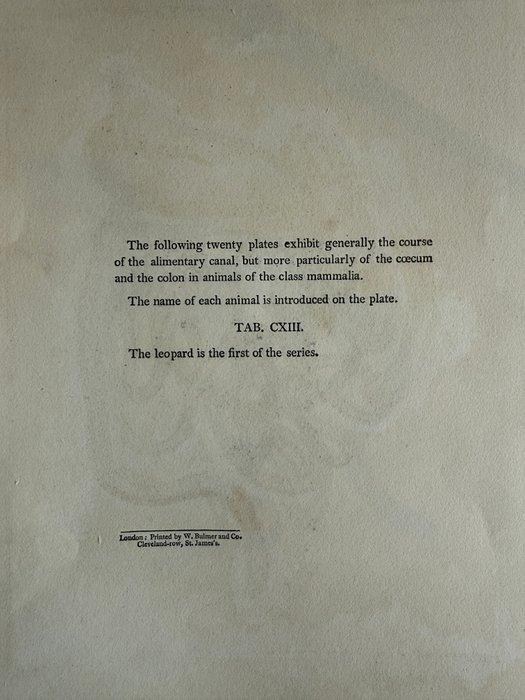 The following twenty plates exhibit generally the course
of the alimentary canal, but more particularly of the cœcum
and the colon in animals of the class mammalia.
The name of each animal is introduced on the plate.
TAB. CXIII.
The leopard is the first of the series.
London: Printed by W. Bulmer and Co.
Cleveland-row, St. James's.